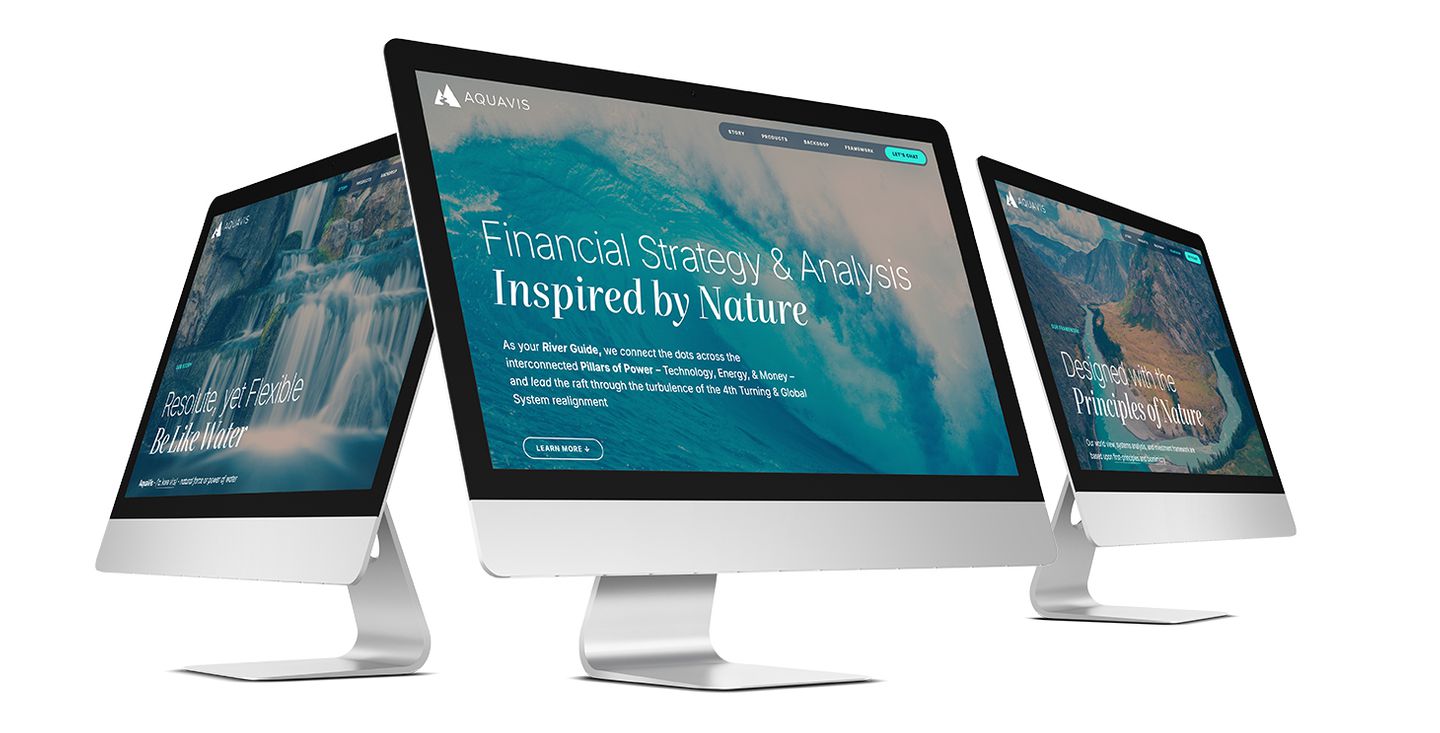 AQUAVIS
STORY PRODUCTS BACKDROP
OUR STORY
Resolute, yet Flexible
Be Like Water
natural force or power of water
AQUAVIS
STORY PRODUCTS BACKDROP FRAMEWORK LET'S CHAT
Financial Strategy & Analysis
Inspired by Nature
As your River Guide, we connect the dots across the
interconnected Pillars of Power – Technology, Energy, & Money –
and lead the raft through the turbulence of the 4th Turning & Global
System realignment
LEARN MORE ↓
AQUAVIS
OUR FRAMEWORK
Designed with the
Principles of Nature
Our world view, systems analysis, and investment framework are
based upon first-principles and biomimicry